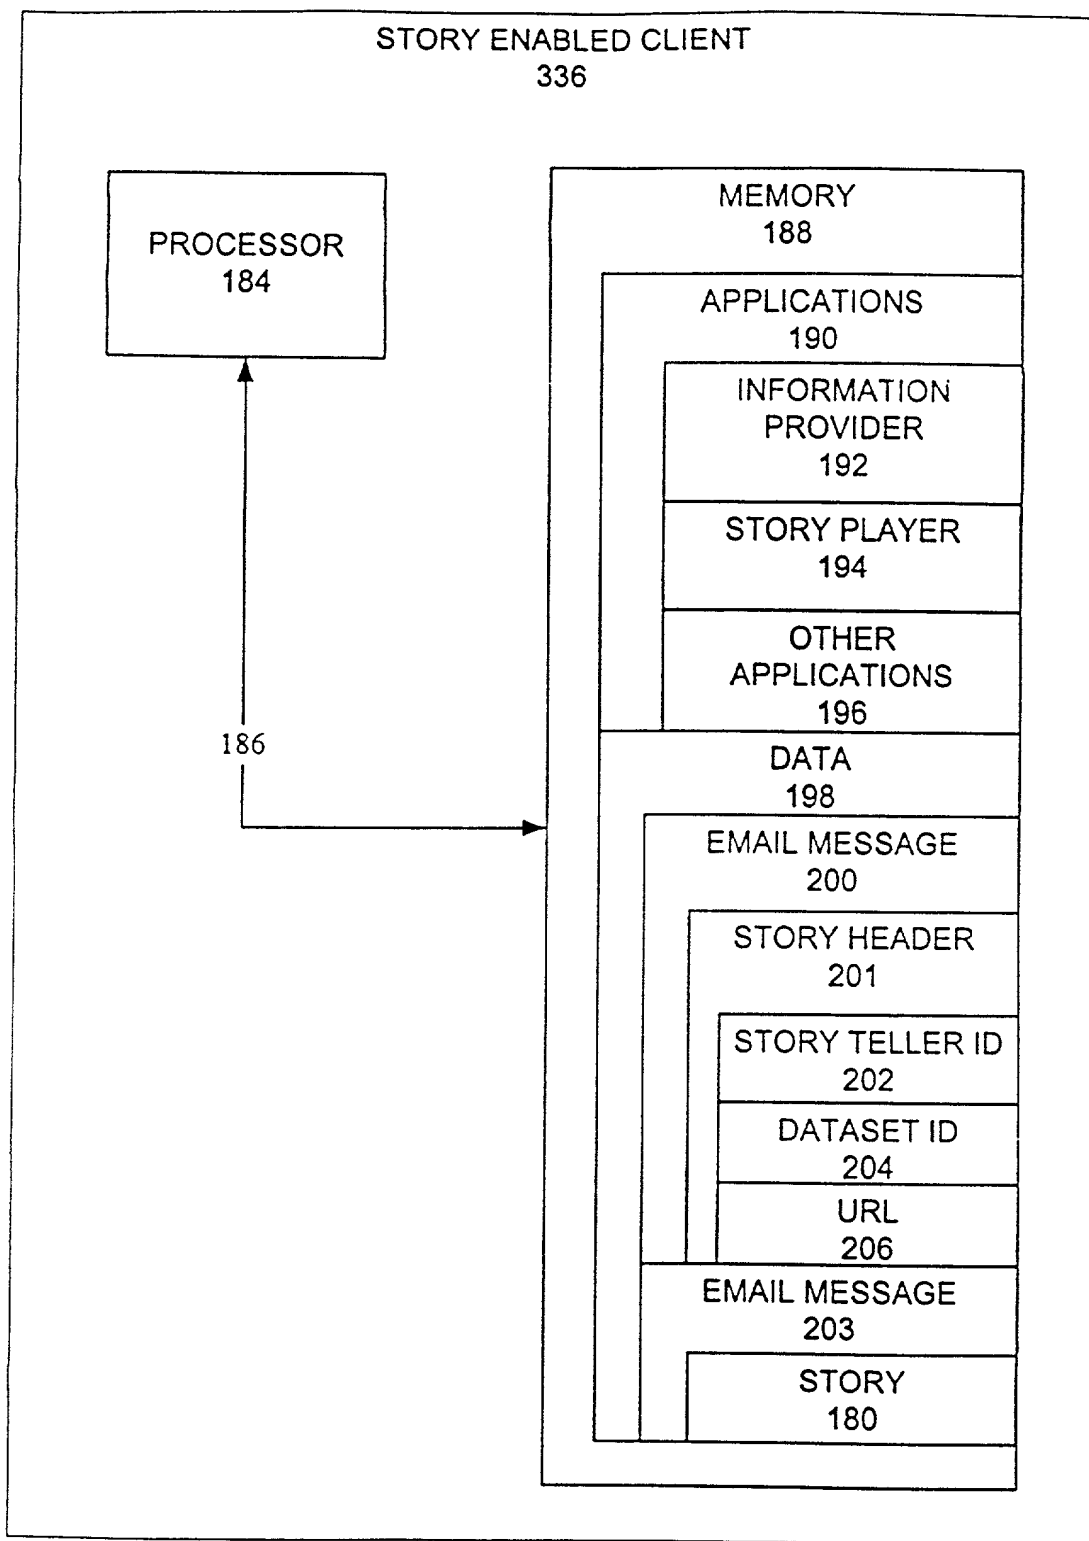 STORY ENABLED CLIENT
336
PROCESSOR
184
186
MEMORY
188
APPLICATIONS
190
INFORMATION
PROVIDER
192
STORY PLAYER
194
OTHER
APPLICATIONS
196
DATA
198
EMAIL MESSAGE
200
STORY HEADER
201
STORY TELLER ID
202
DATASET ID
204
URL
206
EMAIL MESSAGE
203
STORY
180